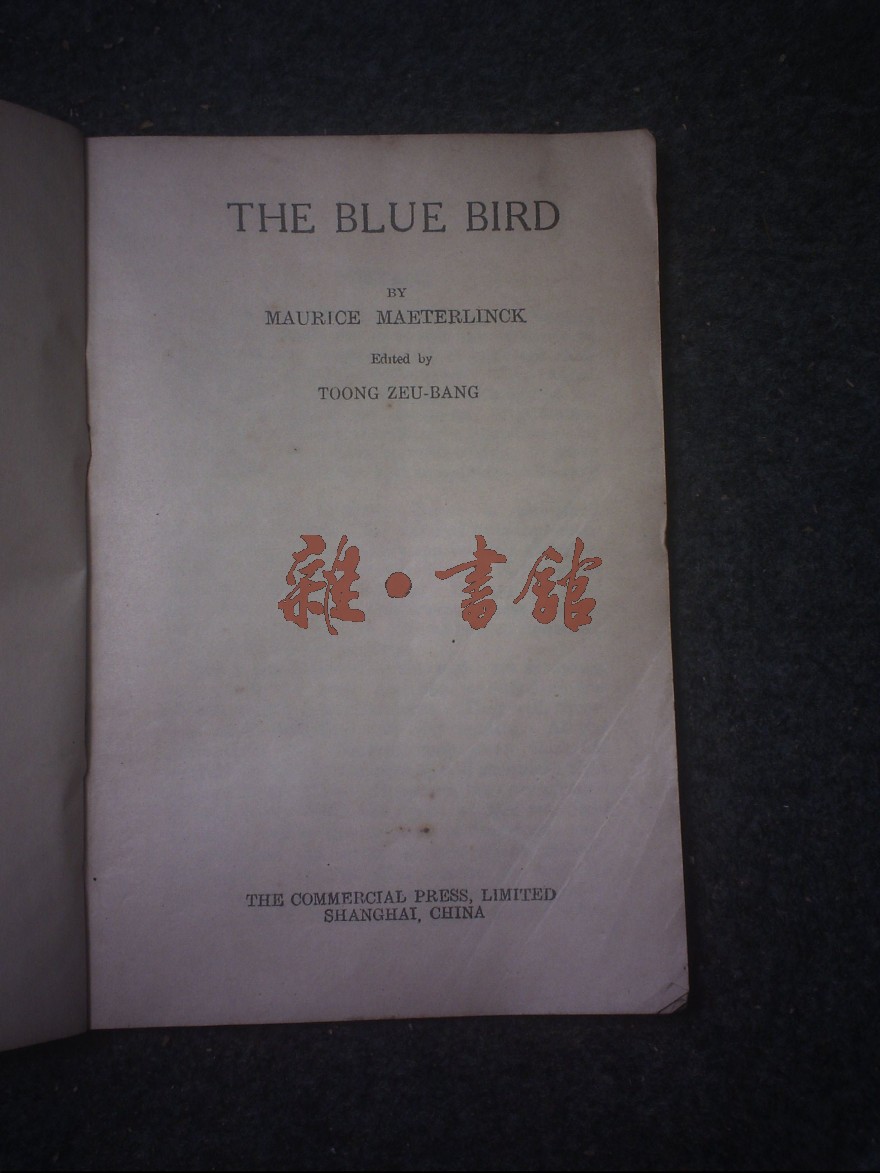 THE BLUE BIRD
BY
MAURICE MAETERLINCK
Edited by
TOONG ZEU-BANG
雜·書館
THE COMMERCIAL PRESS, LIMITED
SHANGHAI, CHINA